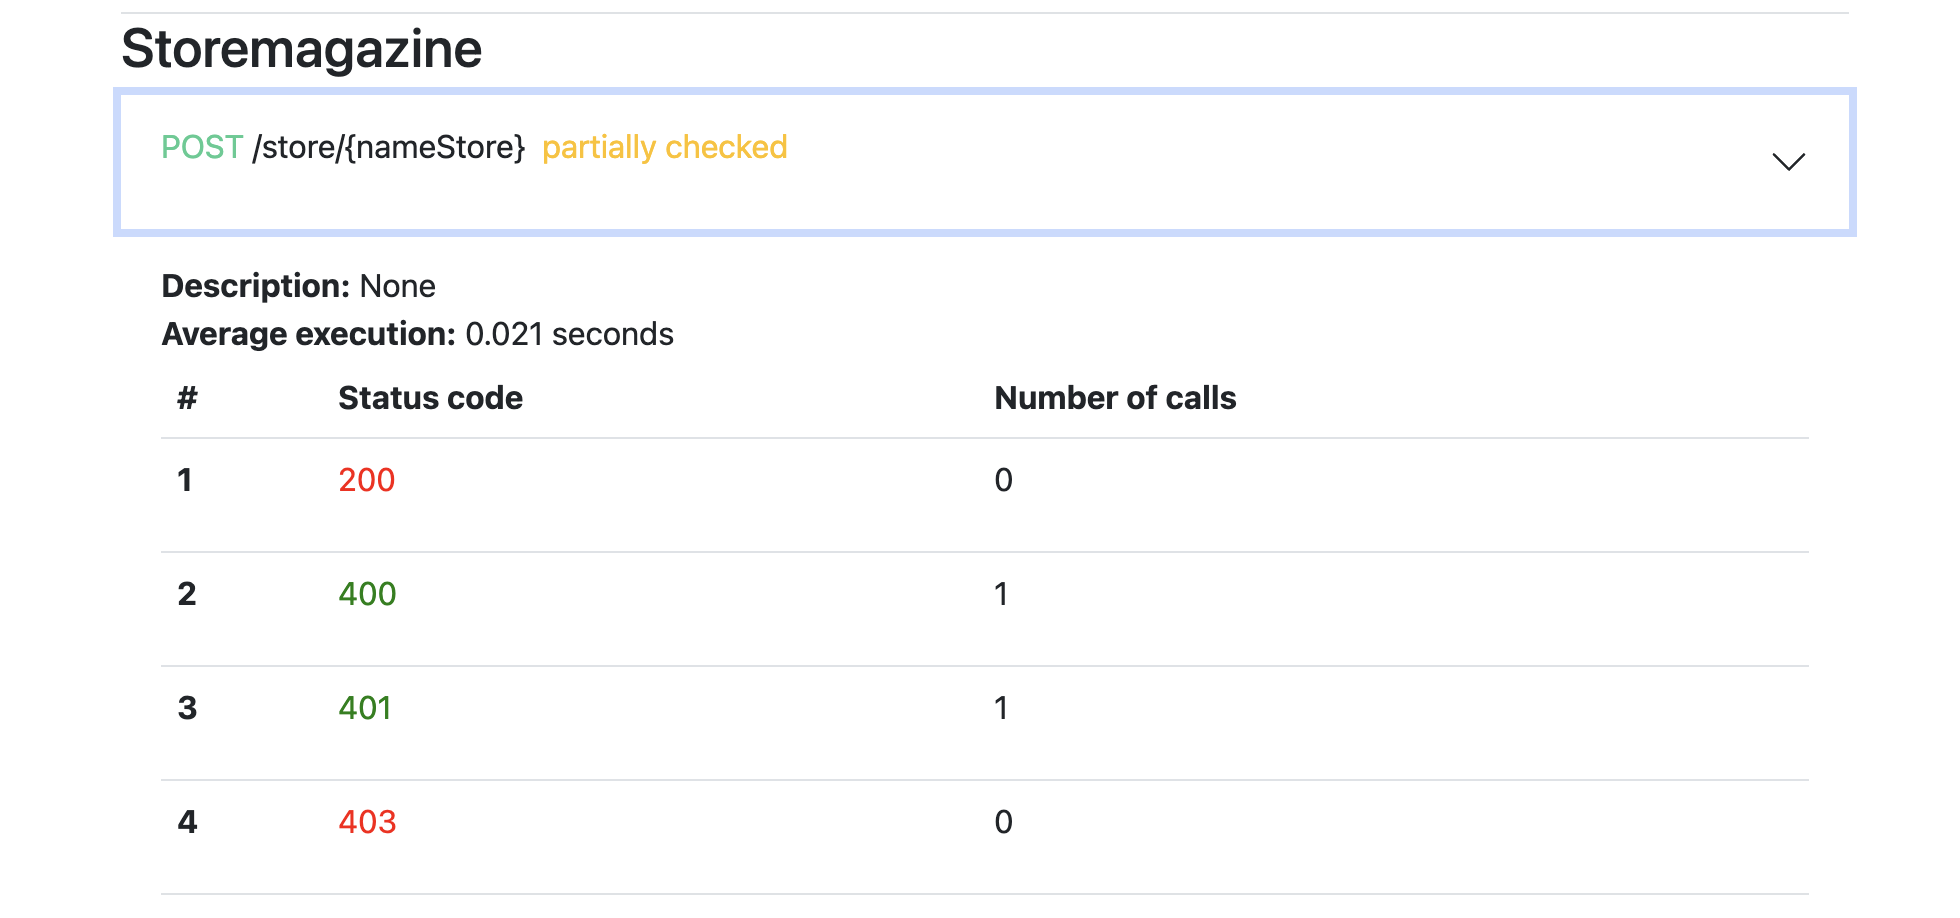 Storemagazine
POST /store/{nameStore} partially checked
Description: None
Average execution: 0.021 seconds
# Status code Number of calls
1 200 0
2 400 1
3 401 1
4 403 0